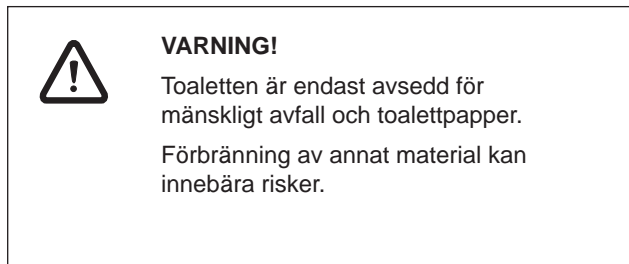 VARNING!
Toaletten är endast avsedd för
mänskligt avfall och toalettpapper.
Förbränning av annat material kan
innebära risker.